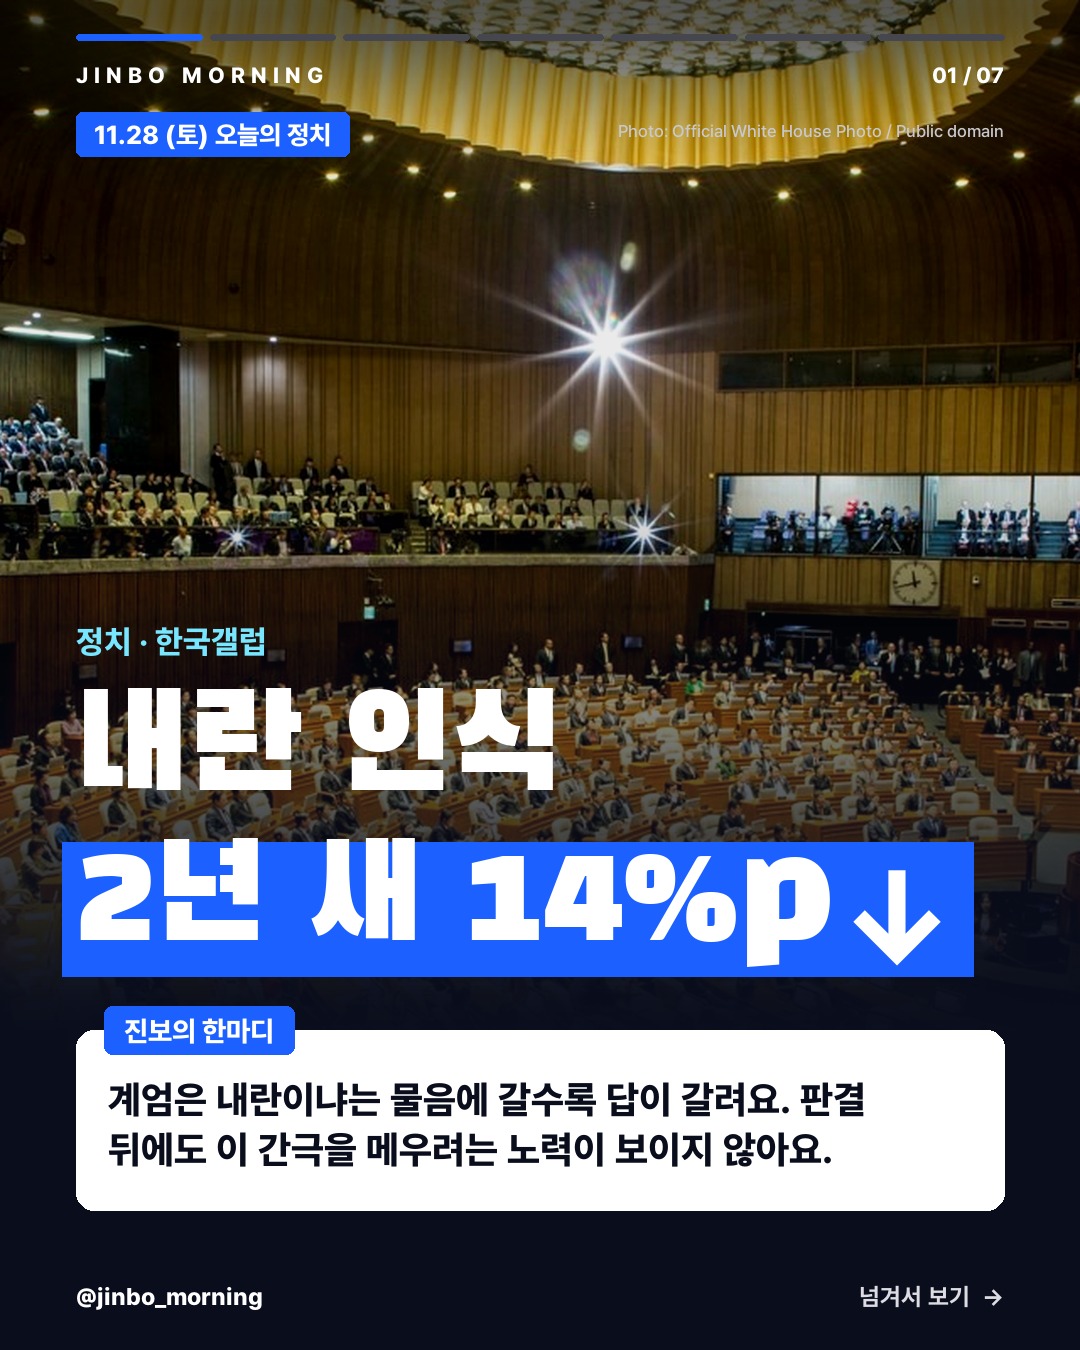 JINBO MORNING
01 / 07
11.28 (토) 오늘의 정치
Photo: Official White House Photo / Public domain
정치 · 한국갤럽
내란 인식
2년 새 14%p↓
진보의 한마디
계엄은 내란이냐는 물음에 갈수록 답이 갈려요. 판결
뒤에도 이 간극을 메우려는 노력이 보이지 않아요.
@jinbo_morning
넘겨서 보기 →